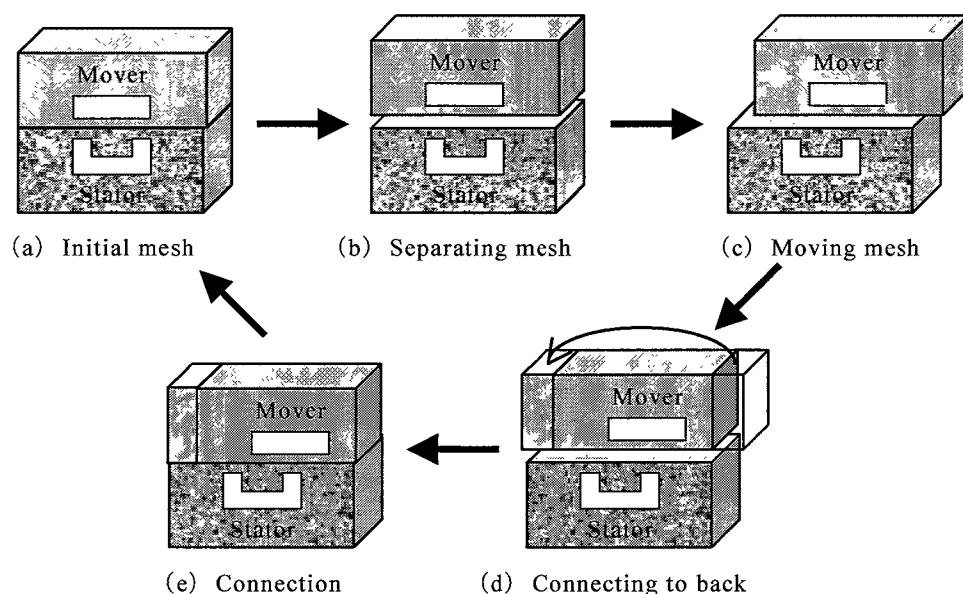 Mover
Stator
(a) Initial mesh
Mover
Stator
(b) Separating mesh
Mover
Stator
(c) Moving mesh
Mover
Stator
(e) Connection
Mover
Stator
(d) Connecting to back